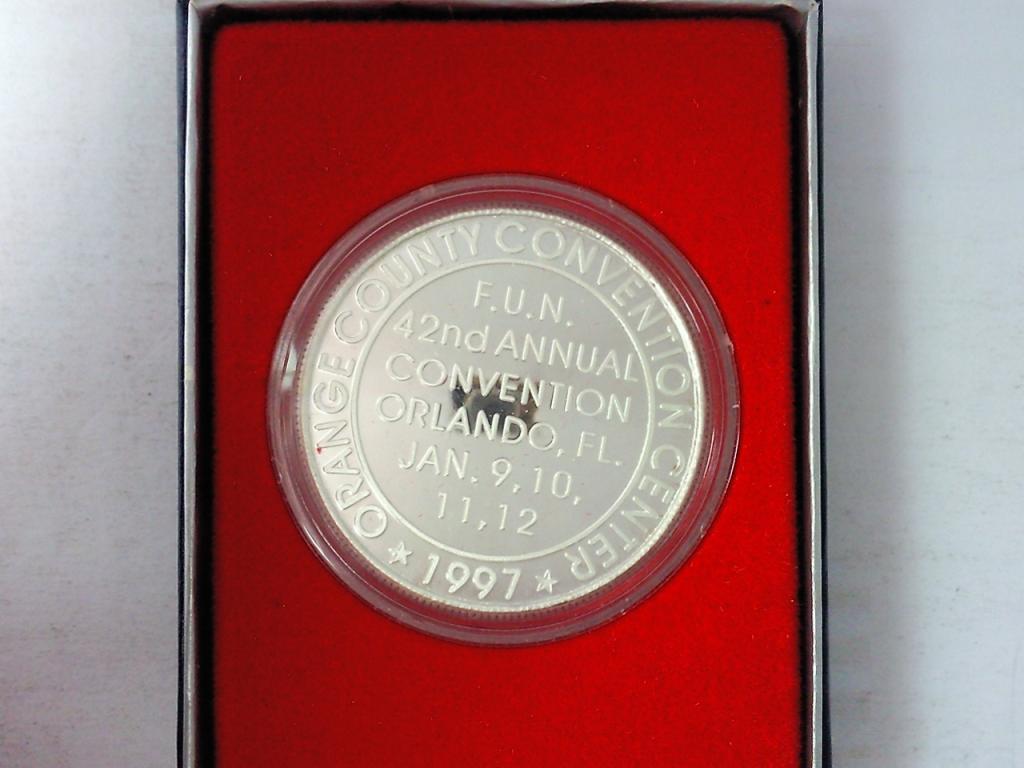 ORANGE COUNTY CONVENTION CENTER
F.U.N.
42nd ANNUAL
CONVENTION
ORLANDO, FL.
JAN. 9, 10,
11, 12
★ 1997 ★